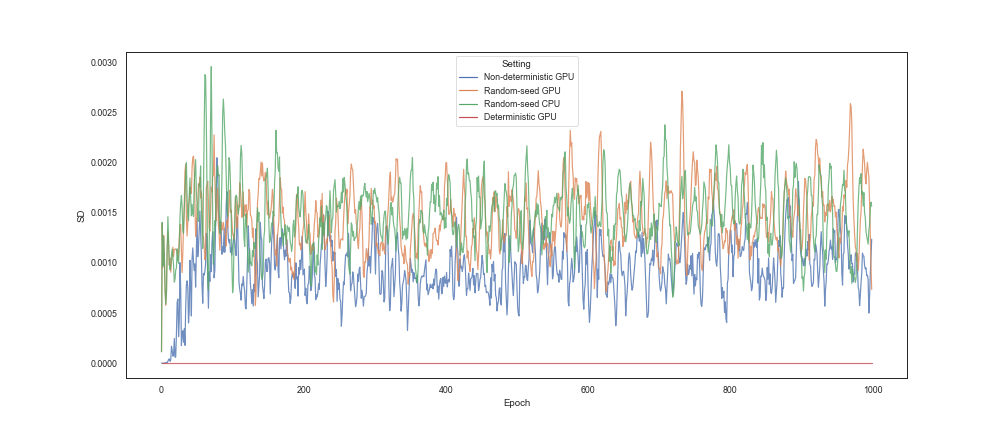 Setting
Non-deterministic GPU
Random-seed GPU
Random-seed CPU
Deterministic GPU
0.0030
0.0025
0.0020
0.0015
0.0010
0.0005
0.0000
SD
0 200 400 600 800 1000
Epoch